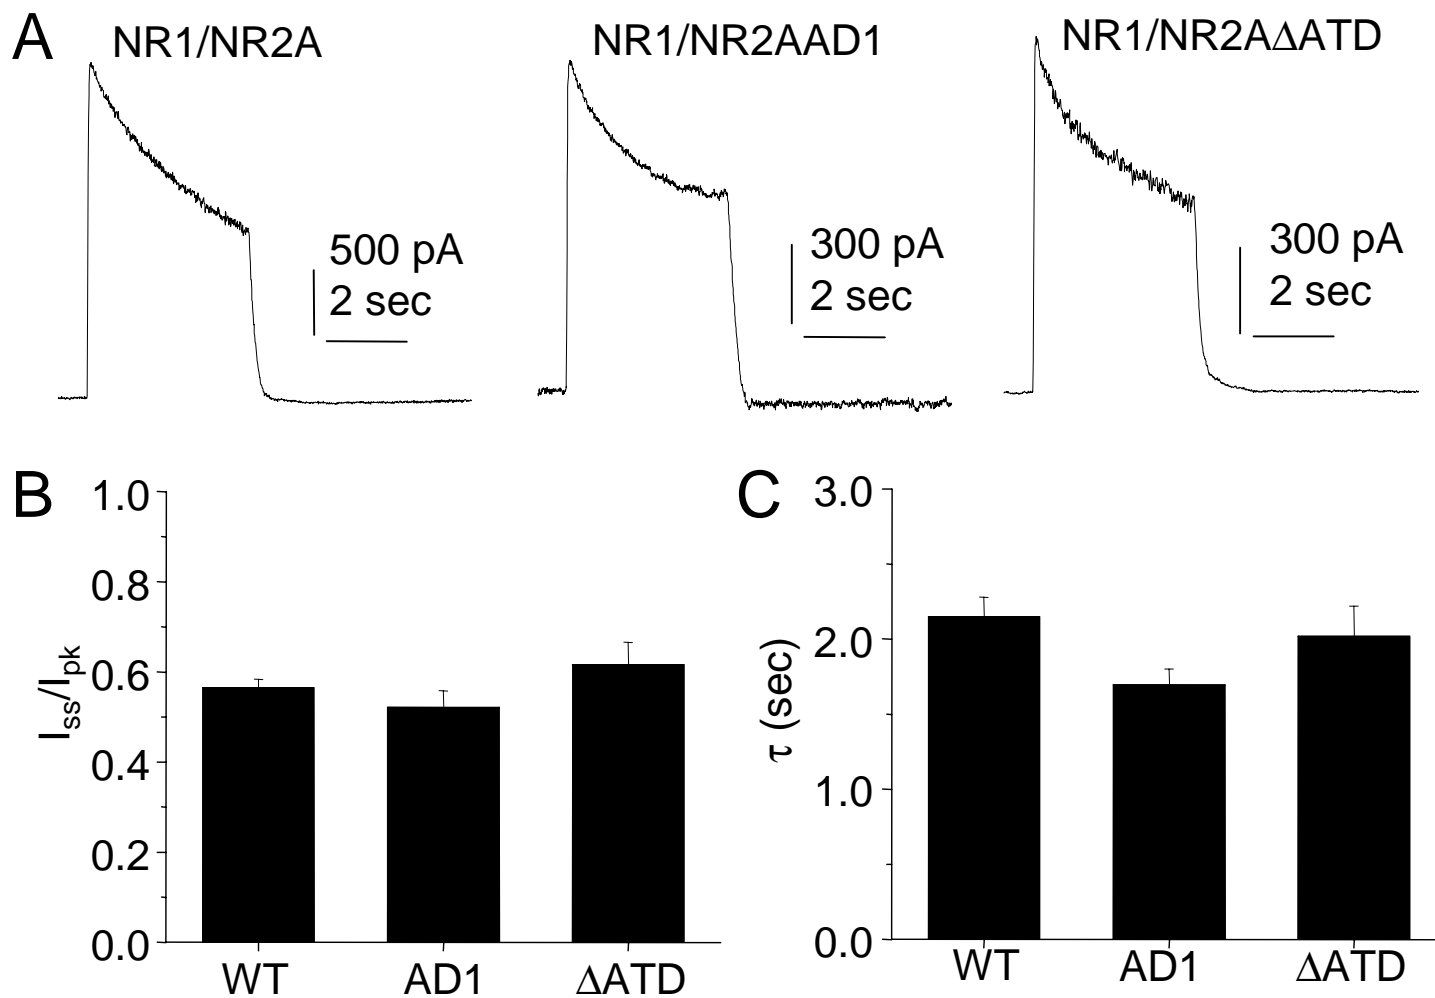 A
NR1/NR2A
NR1/NR2AAD1
NR1/NR2AΔATD
500 pA
2 sec
300 pA
2 sec
300 pA
2 sec
B
1.0
0.8
0.6
0.4
0.2
0.0
Iss/Ipk
WT
AD1
ΔATD
C
3.0
2.0
1.0
0.0
τ (sec)
WT
AD1
ΔATD